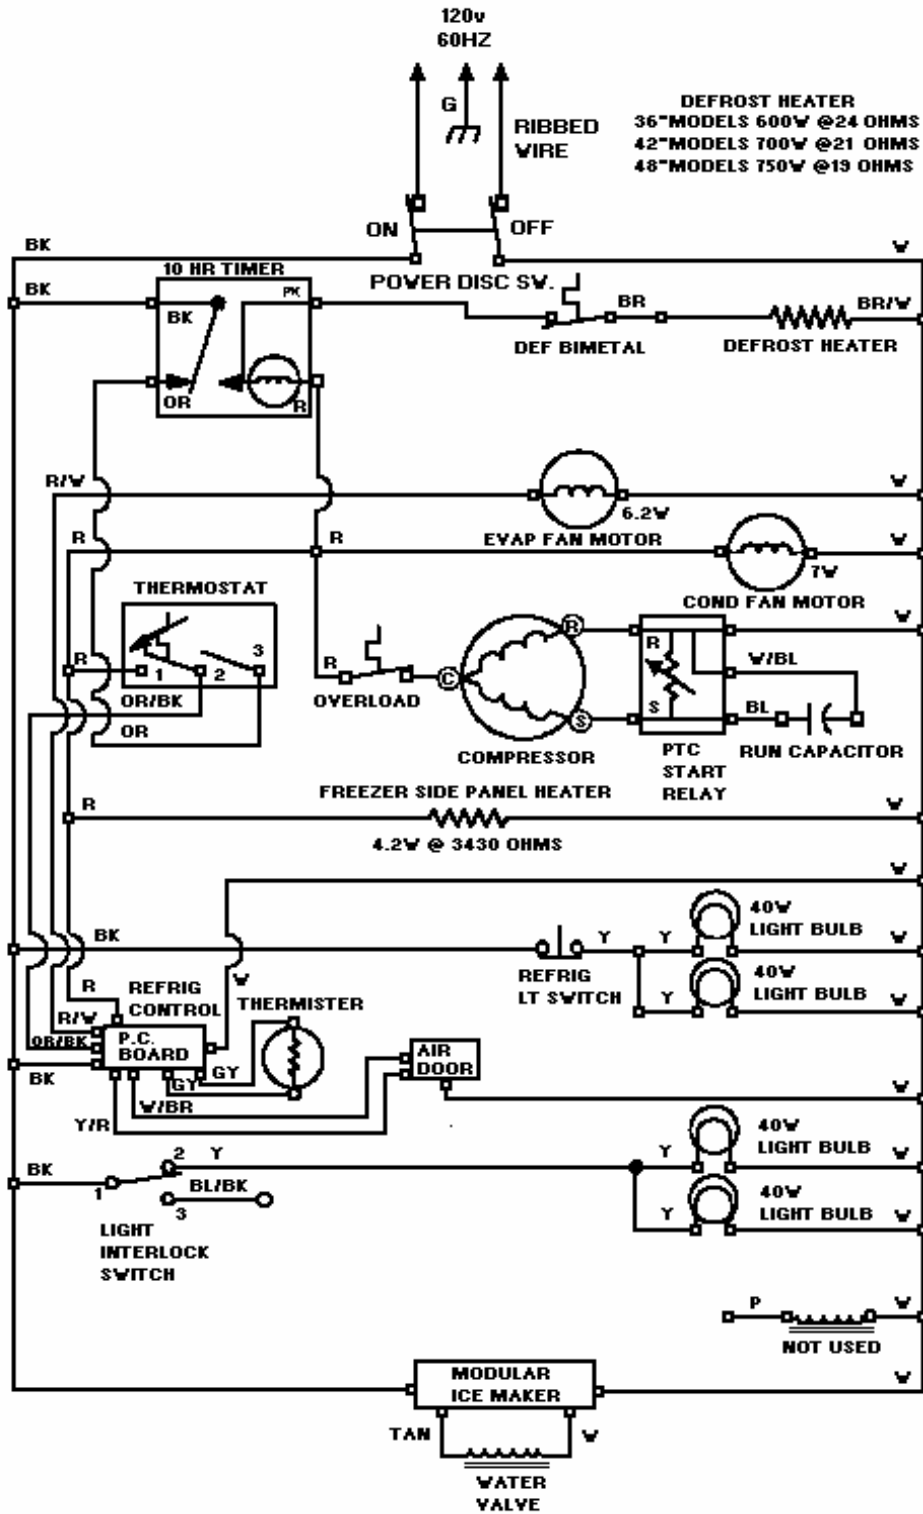 120v
60HZ
G
RIBBED
WIRE
DEFROST HEATER
36"MODELS 600W @24 OHMS
42"MODELS 700W @21 OHMS
48"MODELS 750W @19 OHMS
ON
OFF
BK
W
10 HR TIMER
POWER DISC SW.
BK
PK
BK
BR
BR/W
DEF BIMETAL
DEFROST HEATER
OR
R
R/W
W
6.2W
EVAP FAN MOTOR
R
R
W
7W
COND FAN MOTOR
THERMOSTAT
R
1
2
3
OR/BK
OR
R
OVERLOAD
C
R
S
COMPRESSOR
R
S
W
W/BL
BL
PTC
START
RELAY
RUN CAPACITOR
FREEZER SIDE PANEL HEATER
R
W
4.2W @ 3430 OHMS
W
BK
Y
Y
40W
LIGHT BULB
W
REFRIG
LT SWITCH
Y
40W
LIGHT BULB
W
W
R
REFRIG
CONTROL
THERMISTER
R/W
OR/BK
P.C.
BOARD
BK
GY
GY
AIR
DOOR
W
W/BR
Y/R
40W
LIGHT BULB
Y
W
BK
1
2
Y
BL/BK
3
40W
LIGHT BULB
Y
W
LIGHT
INTERLOCK
SWITCH
P
W
NOT USED
MODULAR
ICE MAKER
W
TAN
W
WATER
VALVE